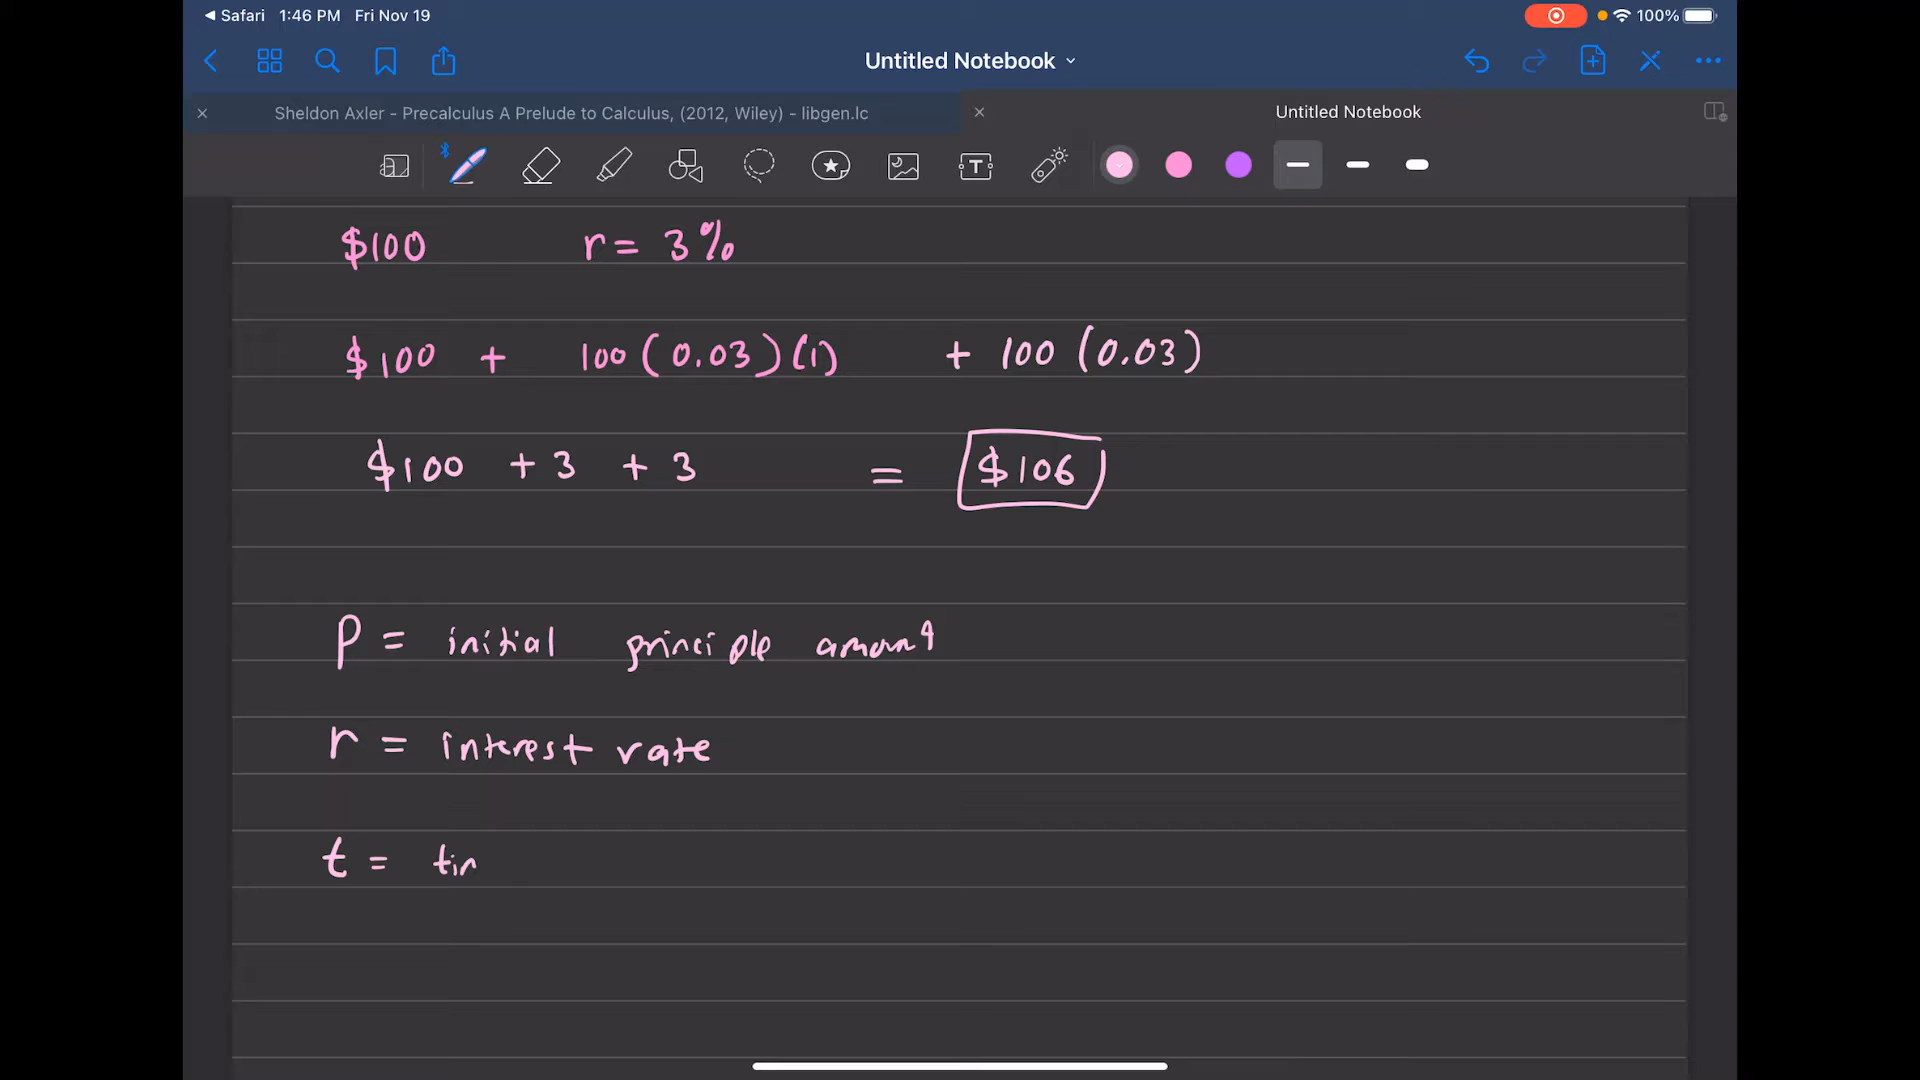 Safari 1:46 PM Fri Nov 19 100%
Untitled Notebook
Sheldon Axler - Precalculus A Prelude to Calculus, (2012, Wiley) - libgen.lc Untitled Notebook
$100 r = 3%
$100 + 100(0.03)(1) + 100(0.03)
$100 + 3 + 3 = $106
P = initial principle amount
r = interest rate
t = tim